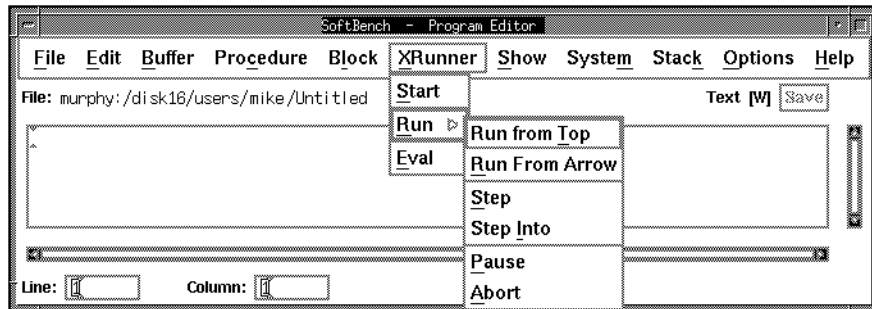 SoftBench - Program Editor
File Edit Buffer Procedure Block XRunner Show System Stack Options Help
File: murphy:/disk16/users/mike/Untitled
Text [W] Save
Start
Run
Eval
Run from Top
Run From Arrow
Step
Step Into
Pause
Abort
Line: 1 Column: 1